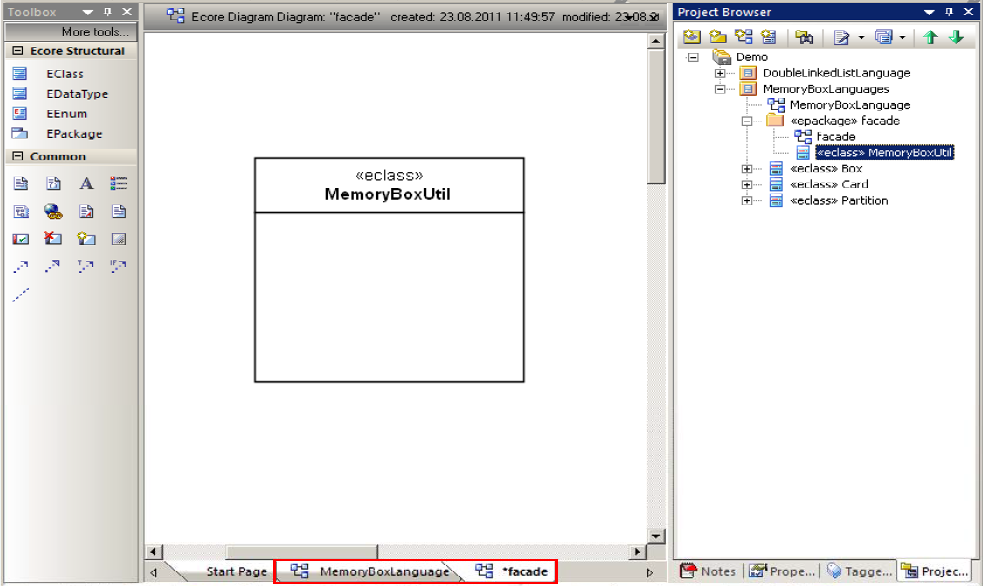 Toolbox
More tools...
Ecore Structural
EClass
EDataType
EEnum
EPackage
Common
Ecore Diagram Diagram: "facade" created: 23.08.2011 11:49:57 modified: 23.08.2
«eclass»
MemoryBoxUtil
Start Page
MemoryBoxLanguage
*facade
Project Browser
Demo
DoubleLinkedListLanguage
MemoryBoxLanguages
MemoryBoxLanguage
«epackage» facade
facade
«eclass» MemoryBoxUtil
«eclass» Box
«eclass» Card
«eclass» Partition
Notes
Prope...
Tagge...
Projec...